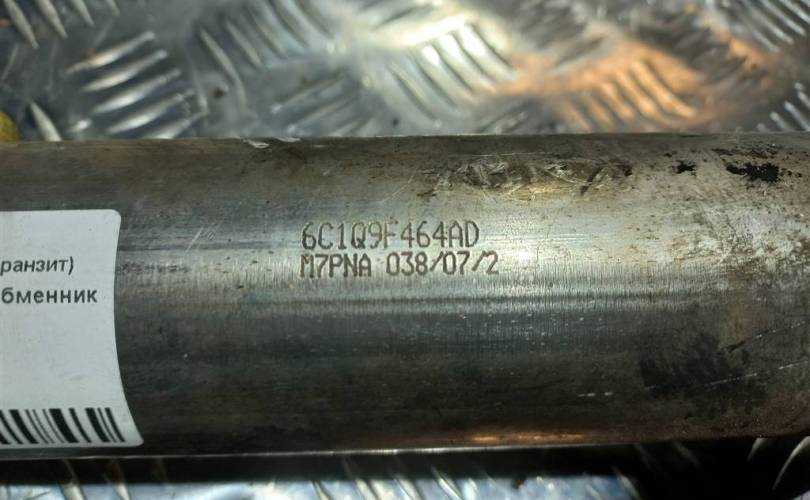 6C1Q9F464AD
M7PNA 038/07/2
ранзит)
бменник